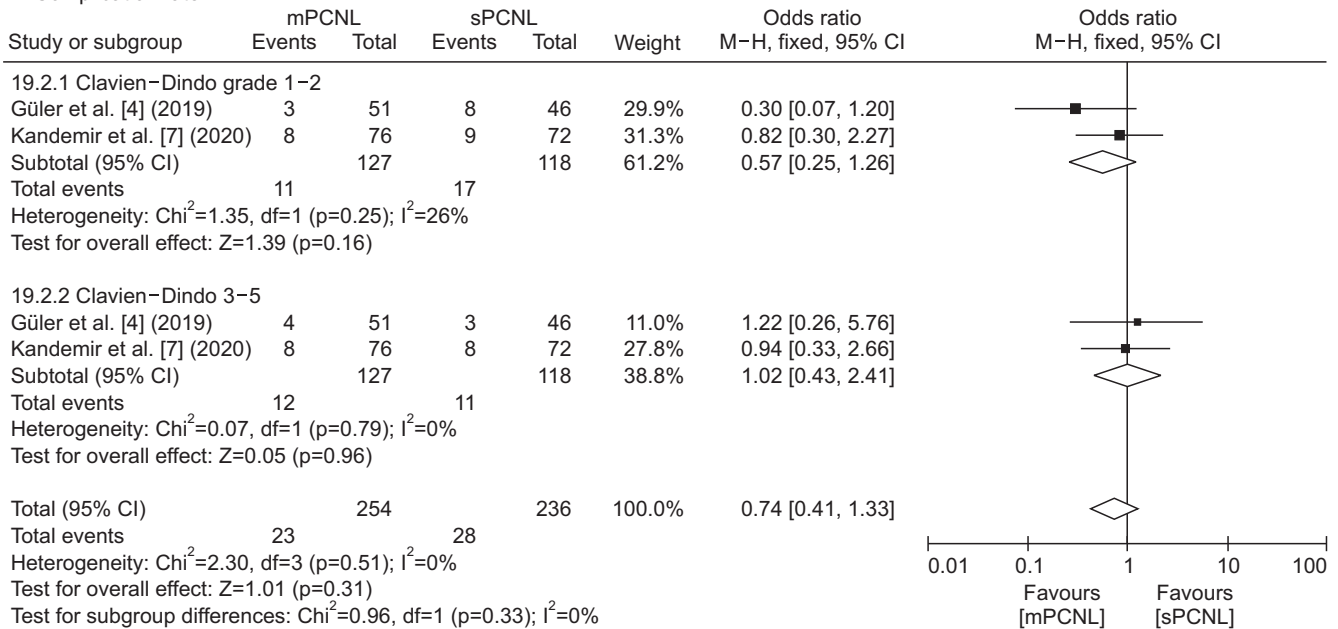 mPCNL sPCNL Odds ratio Odds ratio
Study or subgroup Events Total Events Total Weight M−H, fixed, 95% CI M−H, fixed, 95% CI
19.2.1 Clavien−Dindo grade 1−2
Güler et al. [4] (2019) 3 51 8 46 29.9% 0.30 [0.07, 1.20]
Kandemir et al. [7] (2020) 8 76 9 72 31.3% 0.82 [0.30, 2.27]
Subtotal (95% CI) 127 118 61.2% 0.57 [0.25, 1.26]
Total events 11 17
Heterogeneity: Chi²=1.35, df=1 (p=0.25); I²=26%
Test for overall effect: Z=1.39 (p=0.16)
19.2.2 Clavien−Dindo 3−5
Güler et al. [4] (2019) 4 51 3 46 11.0% 1.22 [0.26, 5.76]
Kandemir et al. [7] (2020) 8 76 8 72 27.8% 0.94 [0.33, 2.66]
Subtotal (95% CI) 127 118 38.8% 1.02 [0.43, 2.41]
Total events 12 11
Heterogeneity: Chi²=0.07, df=1 (p=0.79); I²=0%
Test for overall effect: Z=0.05 (p=0.96)
Total (95% CI) 254 236 100.0% 0.74 [0.41, 1.33]
Total events 23 28
Heterogeneity: Chi²=2.30, df=3 (p=0.51); I²=0%
Test for overall effect: Z=1.01 (p=0.31)
Test for subgroup differences: Chi²=0.96, df=1 (p=0.33); I²=0%
0.01 0.1 1 10 100
Favours [mPCNL]
Favours [sPCNL]